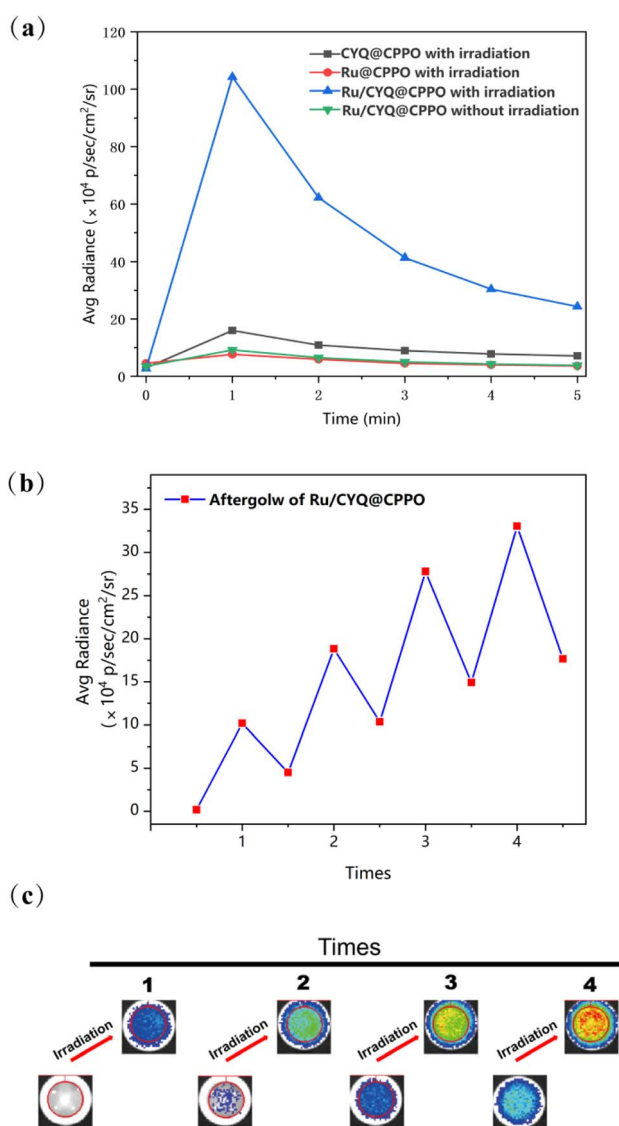 (a)
120
100
80
60
40
20
0
Avg Radiance ( × 10⁴ p/sec/cm²/sr)
CYQ@CPPO with irradiation
Ru@CPPO with irradiation
Ru/CYQ@CPPO with irradiation
Ru/CYQ@CPPO without irradiation
0 1 2 3 4 5
Time (min)
(b)
Aftergolw of Ru/CYQ@CPPO
35
30
25
20
15
10
5
0
Avg Radiance
( × 10⁴ p/sec/cm²/sr)
1 2 3 4
Times
(c)
Times
1 2 3 4
Irradiation Irradiation Irradiation Irradiation